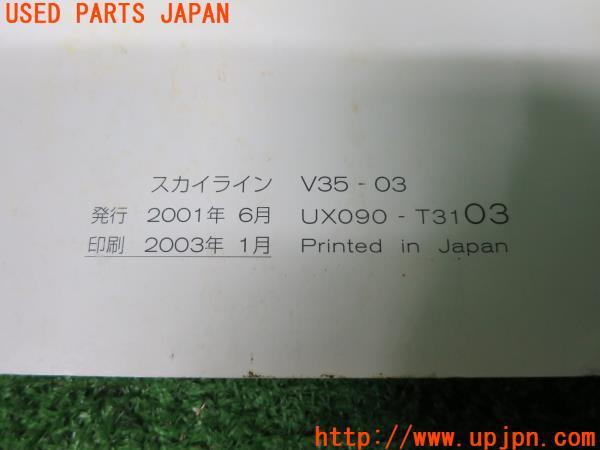 USED PARTS JAPAN
スカイライン V35 - 03
発行 2001年 6月 UX090 - T3103
印刷 2003年 1月 Printed in Japan
UPJ
http://www.upjpn.com/